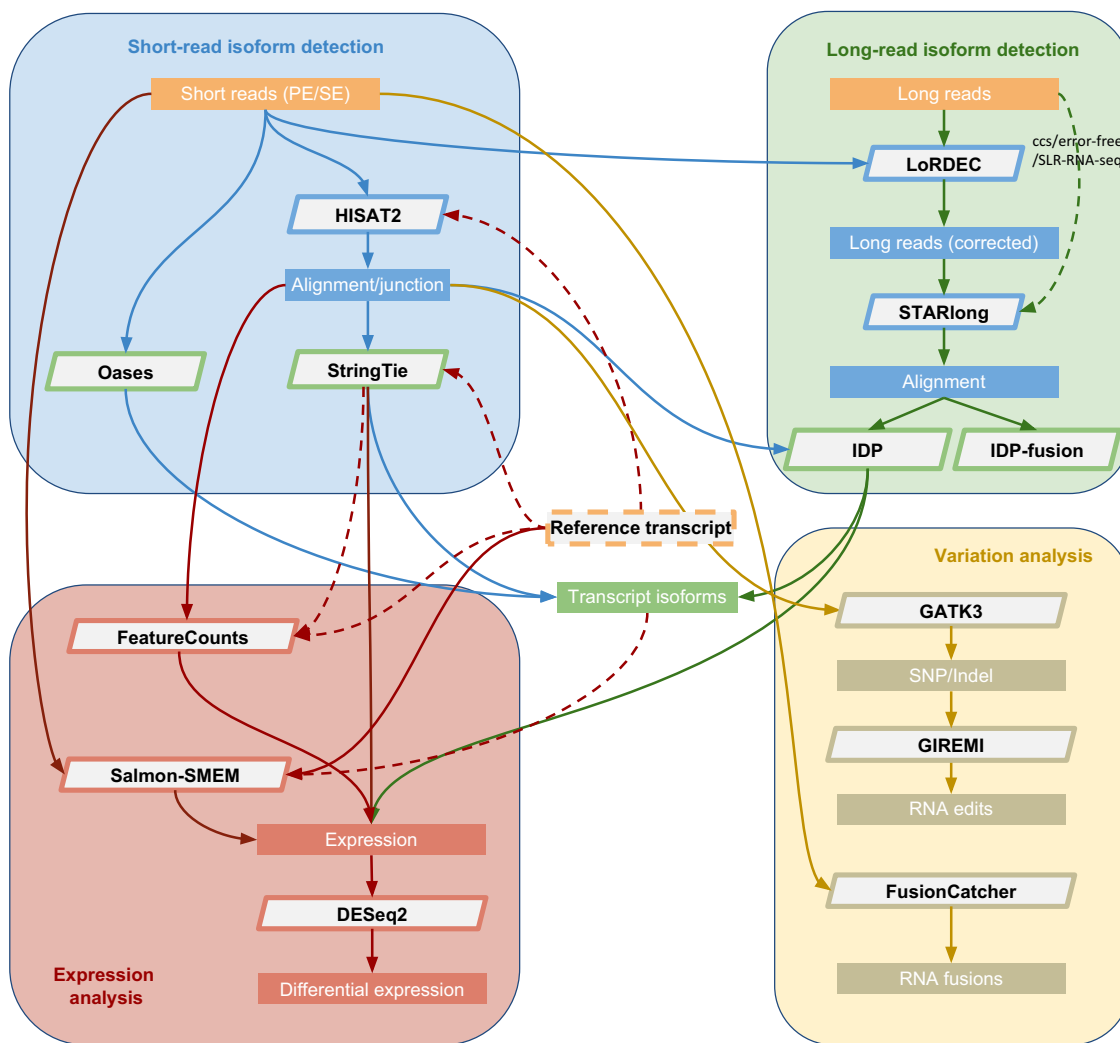 Short-read isoform detection
Short reads (PE/SE)
HISAT2
Alignment/junction
Oases
StringTie
Long-read isoform detection
Long reads
ccs/error-free
/SLR-RNA-seq
LoRDEC
Long reads (corrected)
STARlong
Alignment
IDP
IDP-fusion
Reference transcript
Transcript isoforms
Variation analysis
GATK3
SNP/Indel
GIREMI
RNA edits
FusionCatcher
RNA fusions
FeatureCounts
Salmon-SMEM
Expression
DESeq2
Differential expression
Expression
analysis